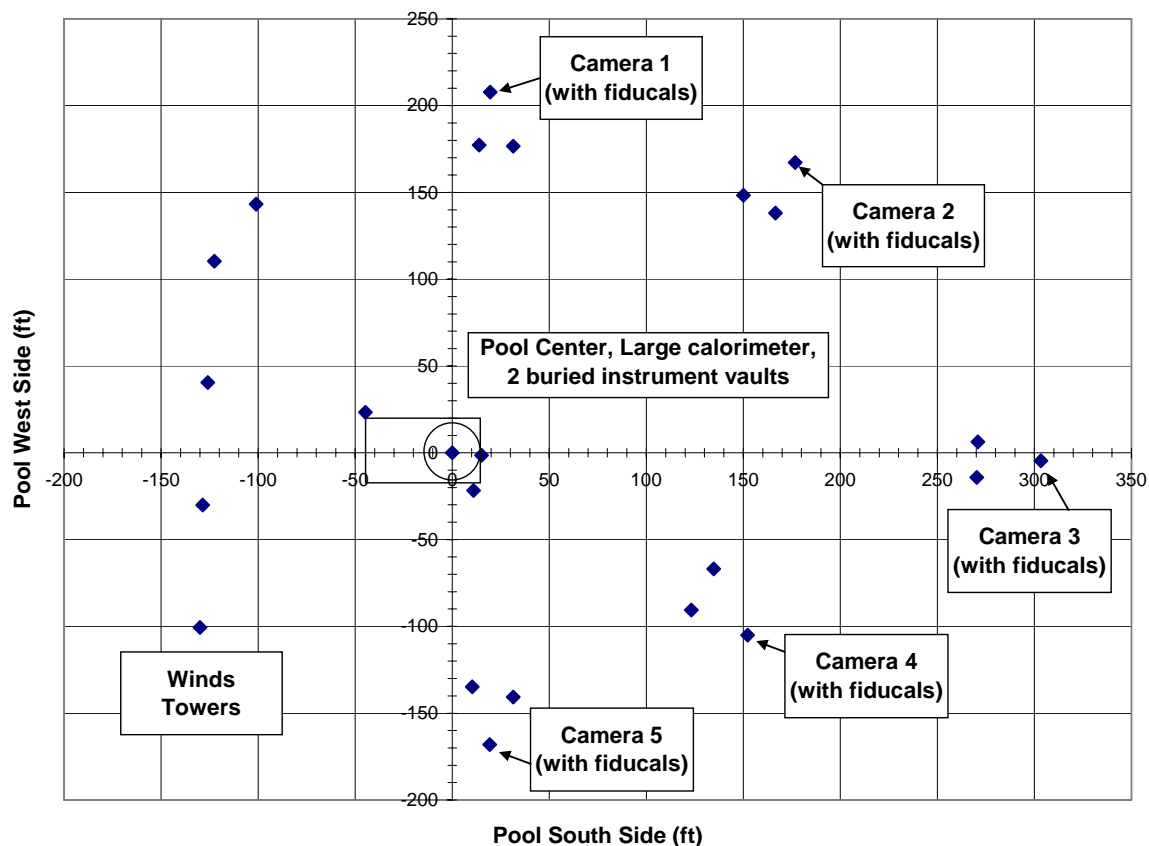 250
Camera 1
(with fiducals)
200
Camera 2
(with fiducals)
150
100
Pool Center, Large calorimeter,
2 buried instrument vaults
50
Pool West Side (ft)
0
-200 -150 -100 -50 0 50 100 150 200 250 300 350
Camera 3
(with fiducals)
-50
Camera 4
(with fiducals)
-100
Winds
Towers
-150
Camera 5
(with fiducals)
-200
Pool South Side (ft)